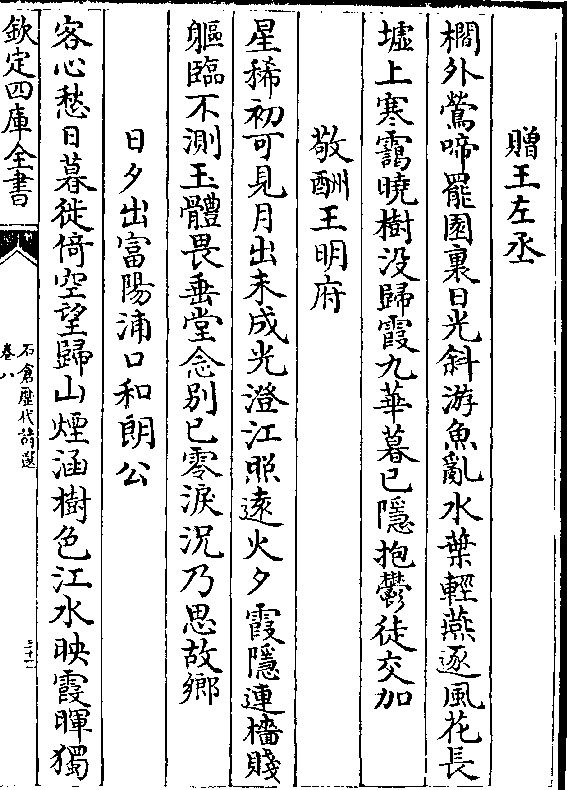 贈王左丞
櫩外鶯啼罷園裏日光斜游魚亂水葉輕燕逐風花長
墟上寒靄曉樹没歸霞九華暮已隱抱鬱徒交加
敬酬王明府
星稀初可見月出未成光澄江照遠火夕霞隱連檣賤
軀臨不測玉體畏垂堂念别已零淚況乃思故鄉
日夕出富陽浦口和朗公
客心愁日暮徙倚空望歸山煙涵樹色江水映霞暉獨
欽定四庫全書
石倉歷代詩選
卷八